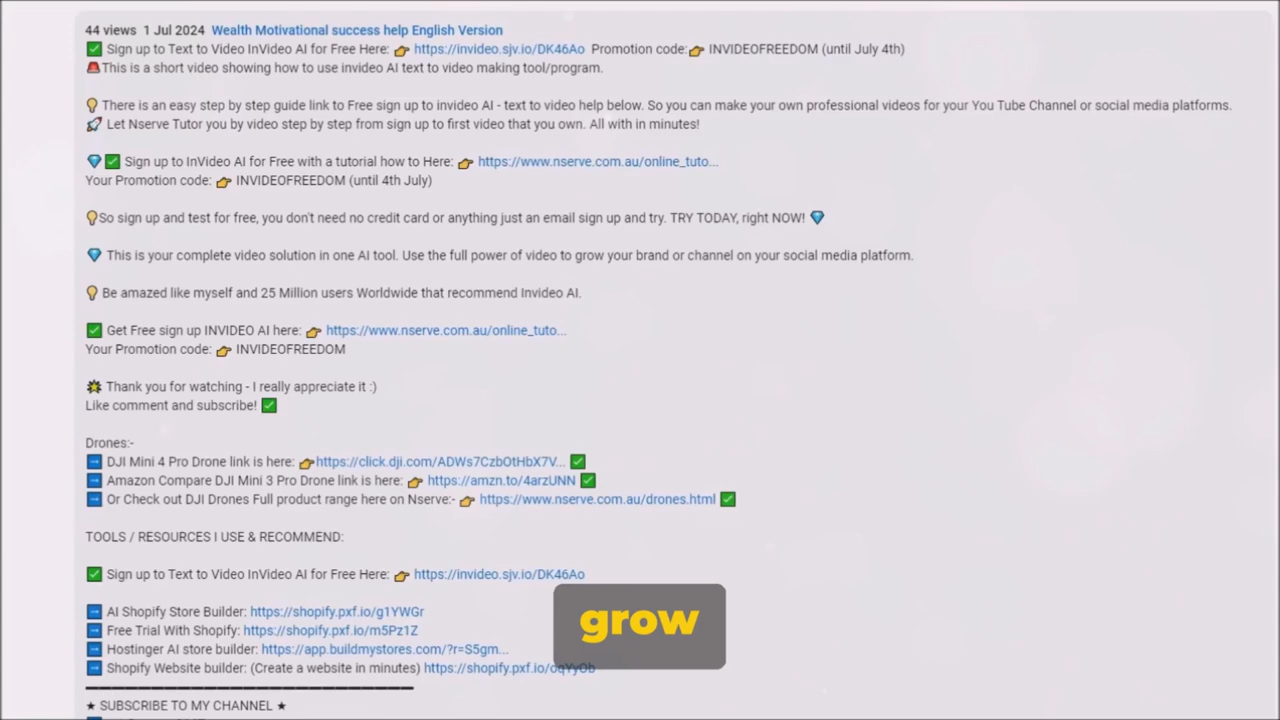 44 views 1 Jul 2024 Wealth Motivational success help English Version
✅ Sign up to Text to Video InVideo AI for Free Here: 👉 https://invideo.sjv.io/DK46Ao Promotion code:👉 INVIDEOFREEDOM (until July 4th)
🚨This is a short video showing how to use invideo AI text to video making tool/program.
💡 There is an easy step by step guide link to Free sign up to invideo AI - text to video help below. So you can make your own professional videos for your You Tube Channel or social media platforms.
🚀 Let Nserve Tutor you by video step by step from sign up to first video that you own. All with in minutes!
💎✅ Sign up to InVideo AI for Free with a tutorial how to Here: 👉 https://www.nserve.com.au/online_tuto...
Your Promotion code: 👉 INVIDEOFREEDOM (until 4th July)
💡So sign up and test for free, you don't need no credit card or anything just an email sign up and try. TRY TODAY, right NOW! 💎
💎 This is your complete video solution in one AI tool. Use the full power of video to grow your brand or channel on your social media platform.
💡 Be amazed like myself and 25 Million users Worldwide that recommend Invideo AI.
✅ Get Free sign up INVIDEO AI here: 👉 https://www.nserve.com.au/online_tuto...
Your Promotion code: 👉 INVIDEOFREEDOM
🌟 Thank you for watching - I really appreciate it :)
Like comment and subscribe! ✅
Drones:-
➡ DJI Mini 4 Pro Drone link is here: 👉https://click.dji.com/ADWs7CzbOtHbX7V... ✅
➡ Amazon Compare DJI Mini 3 Pro Drone link is here: 👉 https://amzn.to/4arzUNN ✅
➡ Or Check out DJI Drones Full product range here on Nserve:- 👉 https://www.nserve.com.au/drones.html ✅
TOOLS / RESOURCES I USE & RECOMMEND:
✅ Sign up to Text to Video InVideo AI for Free Here: 👉 https://invideo.sjv.io/DK46Ao
➡ AI Shopify Store Builder: https://shopify.pxf.io/g1YWGr
grow
➡ Free Trial With Shopify: https://shopify.pxf.io/m5Pz1Z
➡ Hostinger AI store builder: https://app.buildmystores.com/?r=S5gm...
➡ Shopify Website builder: (Create a website in minutes) https://shopify.pxf.io/oqYyOb
★ SUBSCRIBE TO MY CHANNEL ★